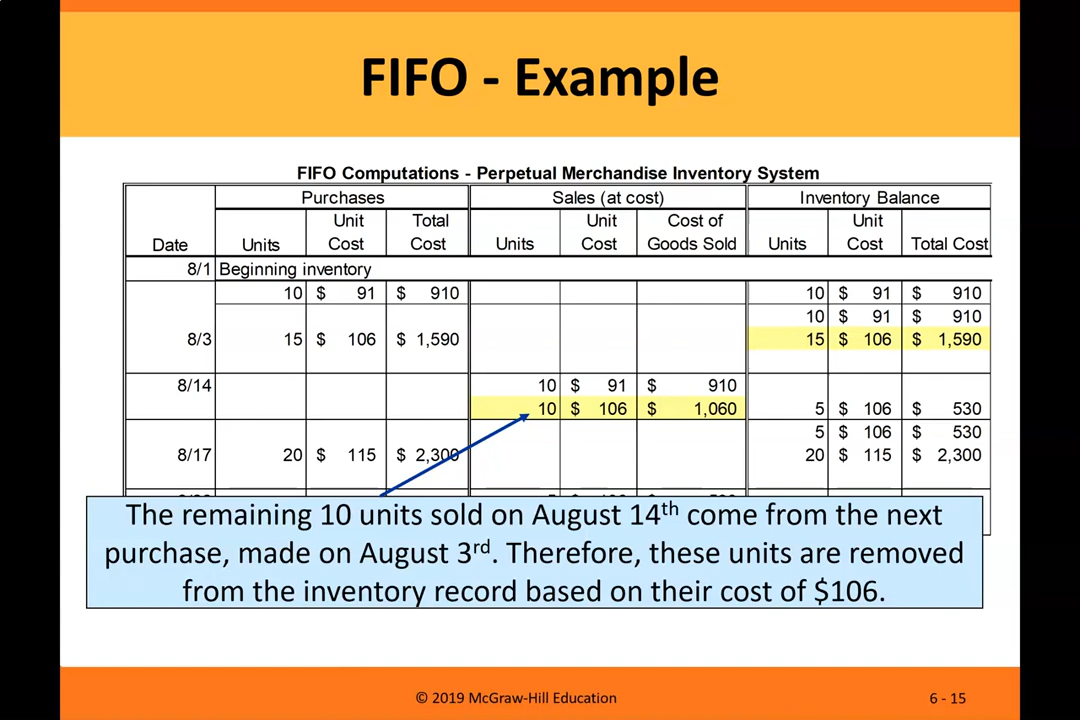 FIFO - Example
FIFO Computations - Perpetual Merchandise Inventory System
Purchases Sales (at cost) Inventory Balance
Unit Total Unit Cost of Unit
Date Units Cost Cost Units Cost Goods Sold Units Cost Total Cost
8/1 Beginning inventory
10 $ 91 $ 910 10 $ 91 $ 910
10 $ 91 $ 910
8/3 15 $ 106 $ 1,590 15 $ 106 $ 1,590
8/14 10 $ 91 $ 910
10 $ 106 $ 1,060 5 $ 106 $ 530
5 $ 106 $ 530
8/17 20 $ 115 $ 2,300 20 $ 115 $ 2,300
The remaining 10 units sold on August 14th come from the next
purchase, made on August 3rd. Therefore, these units are removed
from the inventory record based on their cost of $106.
© 2019 McGraw-Hill Education 6 - 15